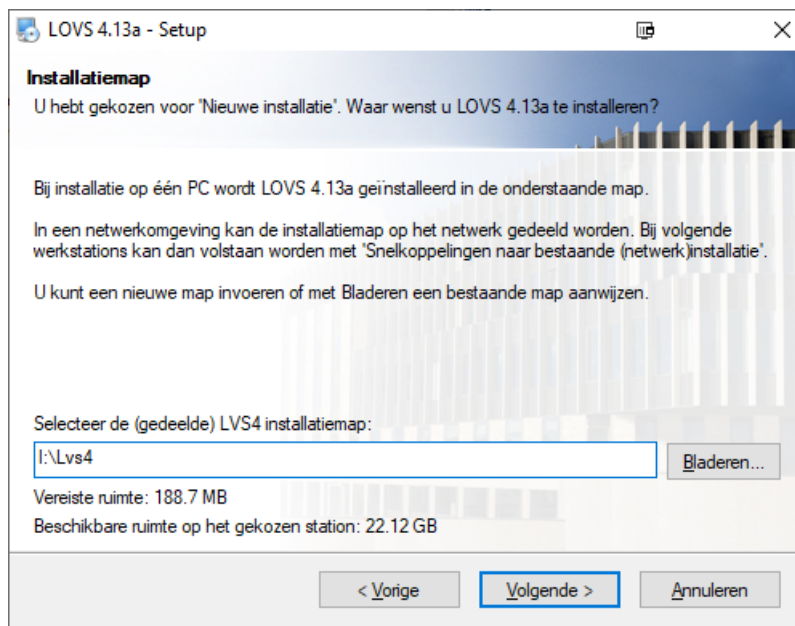 LOVS 4.13a - Setup
Installatiemap
U hebt gekozen voor 'Nieuwe installatie'. Waar wenst u LOVS 4.13a te installeren?
Bij installatie op één PC wordt LOVS 4.13a geïnstalleerd in de onderstaande map.
In een netwerkomgeving kan de installatiemap op het netwerk gedeeld worden. Bij volgende
werkstations kan dan volstaan worden met 'Snelkoppelingen naar bestaande (netwerk)installatie'.
U kunt een nieuwe map invoeren of met Bladeren een bestaande map aanwijzen.
Selecteer de (gedeelde) LVS4 installatiemap:
I:\Lvs4
Bladeren...
Vereiste ruimte: 188.7 MB
Beschikbare ruimte op het gekozen station: 22.12 GB
< Vorige
Volgende >
Annuleren